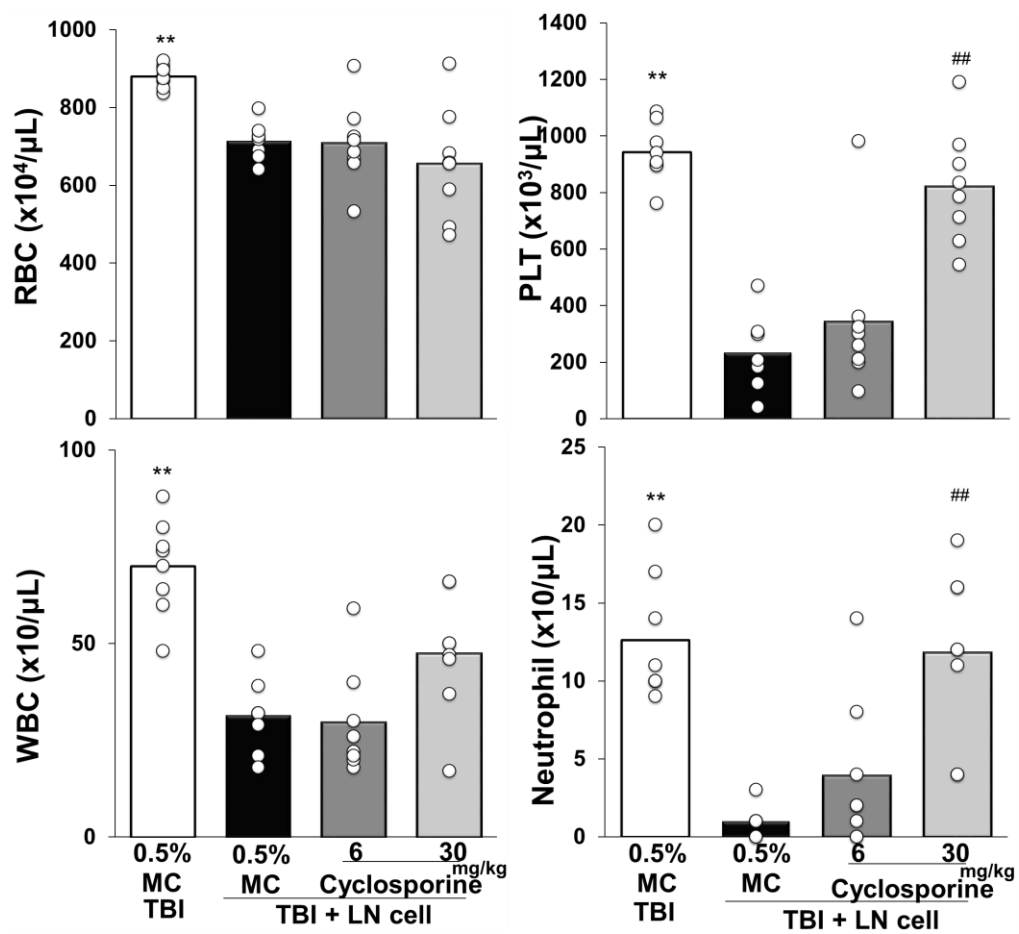 RBC (x10⁴/µL)
1000
800
600
400
200
0
**
PLT (x10³/µL)
1400
1200
1000
800
600
400
200
0
**
##
WBC (x10/µL)
100
50
0
**
0.5% 0.5% 6 30 mg/kg
MC MC Cyclosporine
TBI TBI + LN cell
Neutrophil (x10/µL)
25
20
15
10
5
0
**
##
0.5% 0.5% 6 30 mg/kg
MC MC Cyclosporine
TBI TBI + LN cell